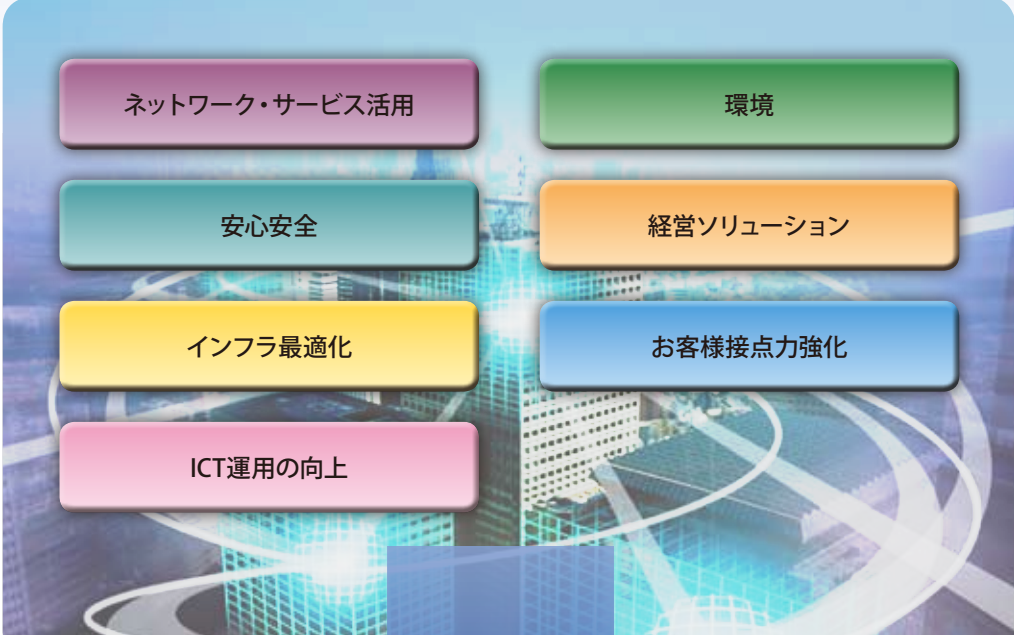 ネットワーク・サービス活用
環境
安心安全
経営ソリューション
インフラ最適化
お客様接点力強化
ICT運用の向上